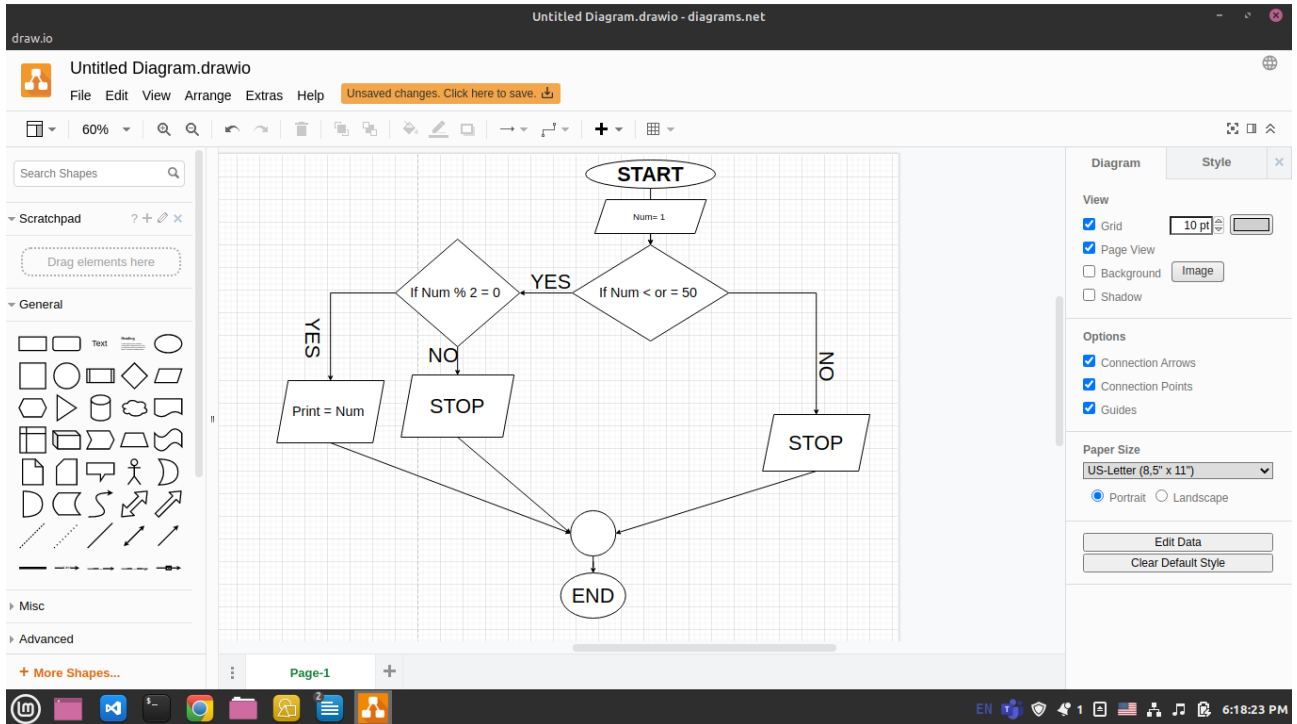 Untitled Diagram.drawio - diagrams.net
draw.io
Untitled Diagram.drawio
File Edit View Arrange Extras Help Unsaved changes. Click here to save.
60%
Search Shapes
Scratchpad
Drag elements here
General
Text
Heading
Misc
Advanced
+ More Shapes...
START
Num= 1
If Num < or = 50
YES
If Num % 2 = 0
YES
NO
NO
Print = Num
STOP
STOP
END
Page-1
Diagram Style
View
Grid 10 pt
Page View
Background Image
Shadow
Options
Connection Arrows
Connection Points
Guides
Paper Size
US-Letter (8,5" x 11")
Portrait Landscape
Edit Data
Clear Default Style
2
EN 1 6:18:23 PM